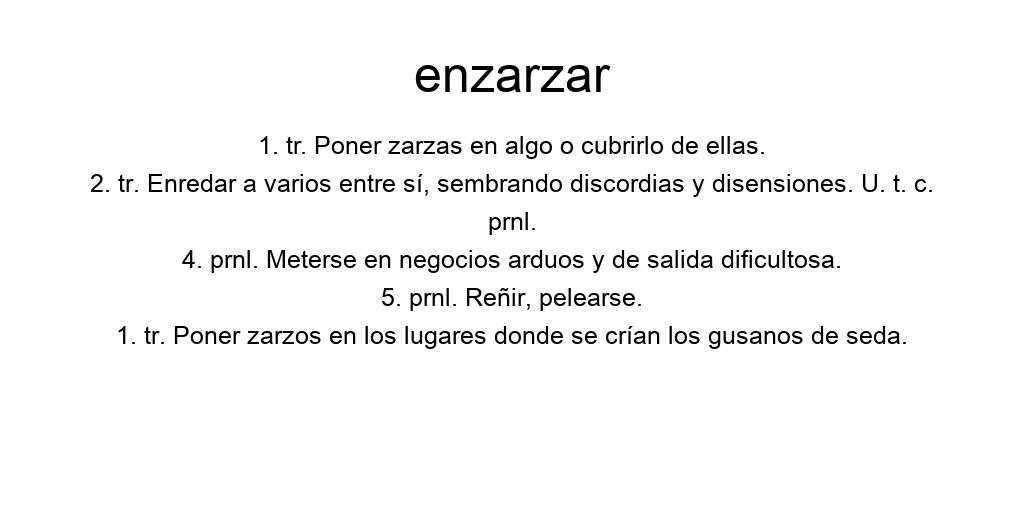 enzarzar
1. tr. Poner zarzas en algo o cubrirlo de ellas.
2. tr. Enredar a varios entre sí, sembrando discordias y disensiones. U. t. c.
prnl.
4. prnl. Meterse en negocios arduos y de salida dificultosa.
5. prnl. Reñir, pelearse.
1. tr. Poner zarzos en los lugares donde se crían los gusanos de seda.